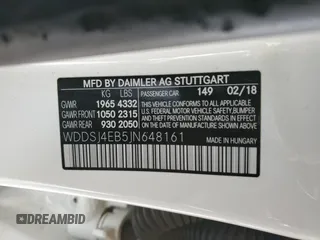 MFD BY DAIMLER AG STUTTGART
KG LBS
GVWR 1965 4332
GAWR FRONT 1050 2315
GAWR REAR 930 2050
PASSENGER CAR 149 02/18
THIS VEHICLE CONFORMS TO ALL
APPLICABLE U.S. FEDERAL MOTOR
VEHICLE SAFETY, BUMPER,
AND THEFT PREVENTION STANDARDS
IN EFFECT ON THE DATE OF
MANUFACTURE SHOWN ABOVE.
WDDSJ4EB5JN648161
MADE IN HUNGARY
© DREAMBID.COM